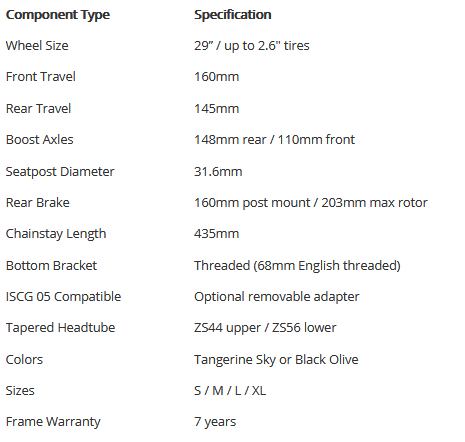 Component Type Specification
Wheel Size 29” / up to 2.6" tires
Front Travel 160mm
Rear Travel 145mm
Boost Axles 148mm rear / 110mm front
Seatpost Diameter 31.6mm
Rear Brake 160mm post mount / 203mm max rotor
Chainstay Length 435mm
Bottom Bracket Threaded (68mm English threaded)
ISCG 05 Compatible Optional removable adapter
Tapered Headtube ZS44 upper / ZS56 lower
Colors Tangerine Sky or Black Olive
Sizes S / M / L / XL
Frame Warranty 7 years